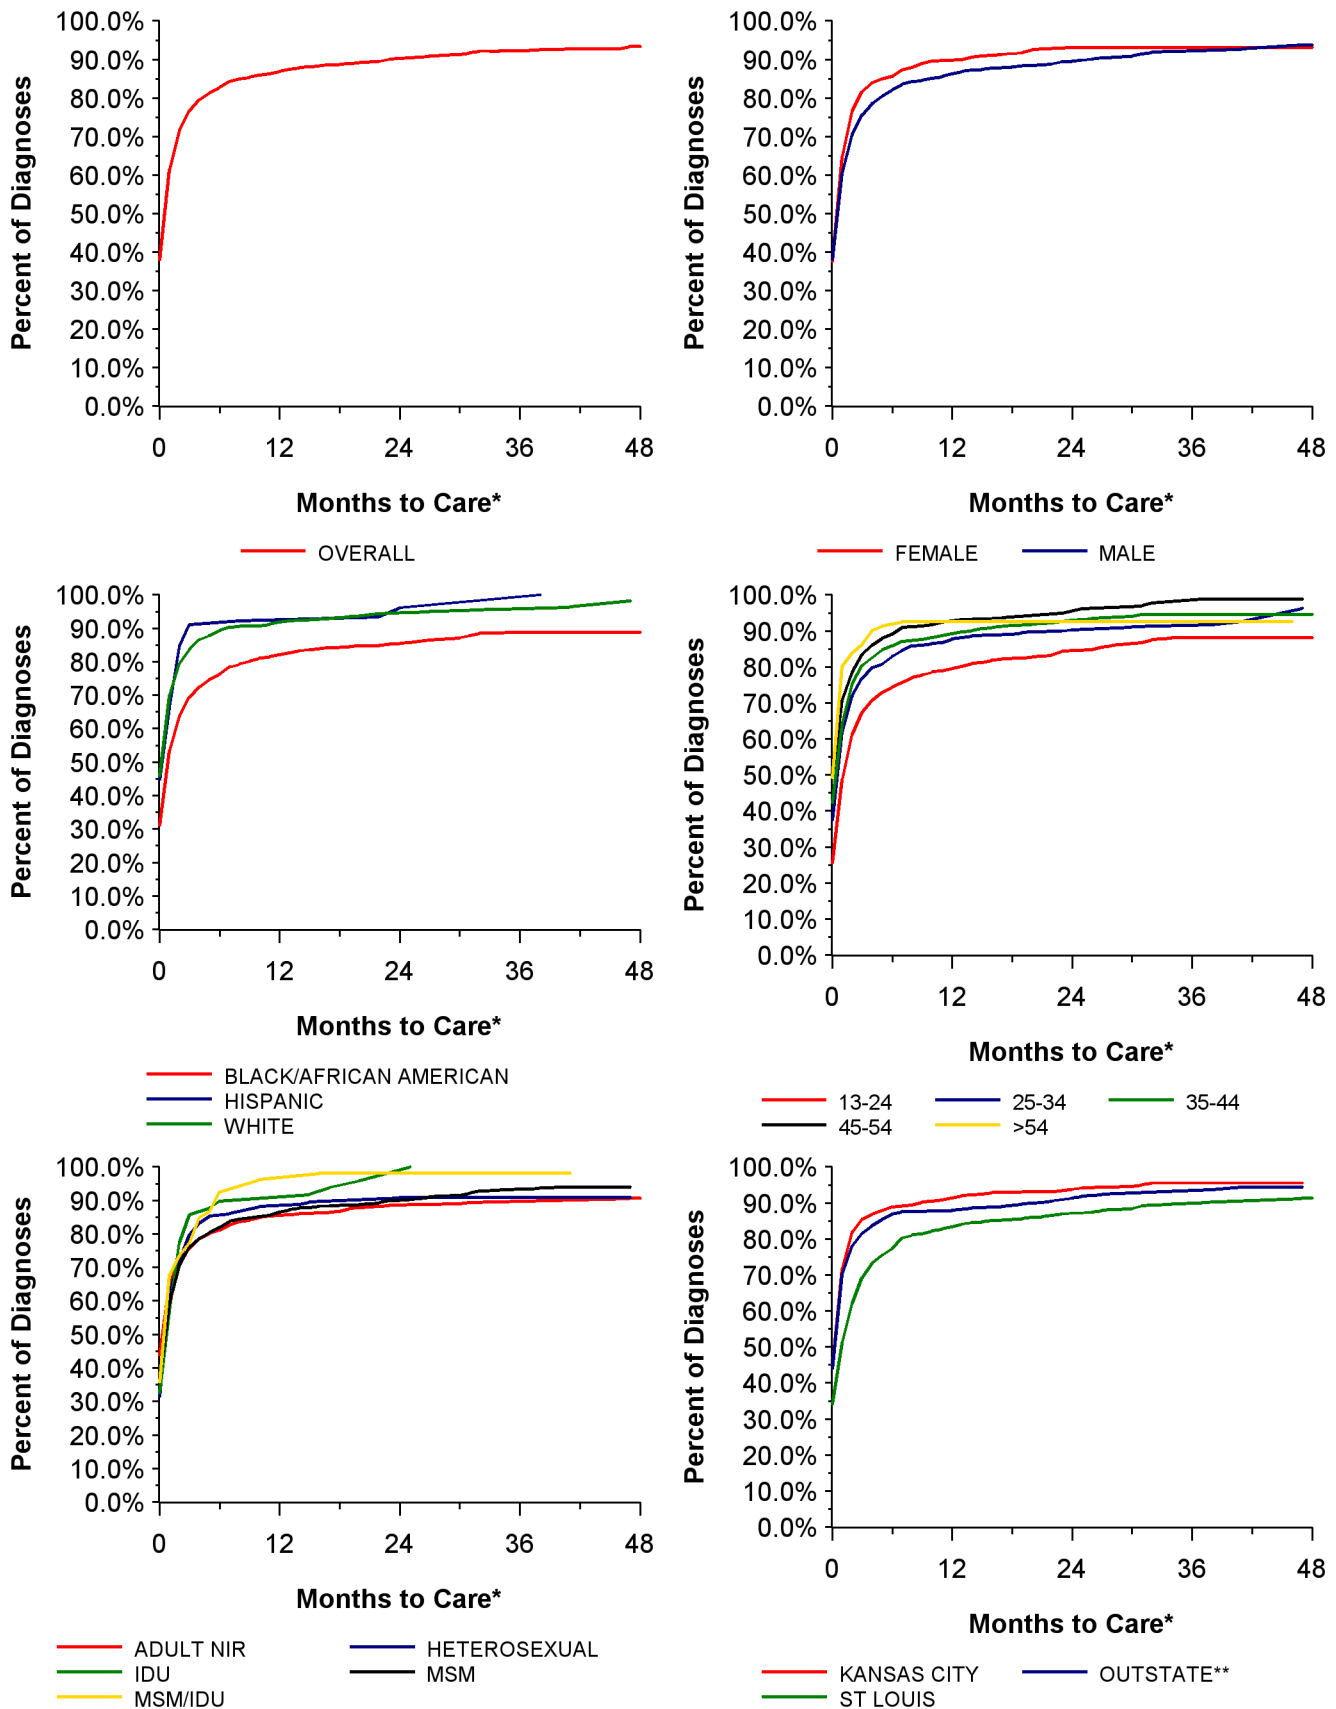 100.0%
90.0%
80.0%
70.0%
60.0%
50.0%
40.0%
30.0%
20.0%
10.0%
0.0%
Percent of Diagnoses
0 12 24 36 48
Months to Care*
OVERALL
100.0%
90.0%
80.0%
70.0%
60.0%
50.0%
40.0%
30.0%
20.0%
10.0%
0.0%
Percent of Diagnoses
0 12 24 36 48
Months to Care*
FEMALE MALE
100.0%
90.0%
80.0%
70.0%
60.0%
50.0%
40.0%
30.0%
20.0%
10.0%
0.0%
Percent of Diagnoses
0 12 24 36 48
Months to Care*
BLACK/AFRICAN AMERICAN
HISPANIC
WHITE
100.0%
90.0%
80.0%
70.0%
60.0%
50.0%
40.0%
30.0%
20.0%
10.0%
0.0%
Percent of Diagnoses
0 12 24 36 48
Months to Care*
13-24 25-34 35-44
45-54 >54
100.0%
90.0%
80.0%
70.0%
60.0%
50.0%
40.0%
30.0%
20.0%
10.0%
0.0%
Percent of Diagnoses
0 12 24 36 48
Months to Care*
ADULT NIR HETEROSEXUAL
IDU MSM
MSM/IDU
100.0%
90.0%
80.0%
70.0%
60.0%
50.0%
40.0%
30.0%
20.0%
10.0%
0.0%
Percent of Diagnoses
0 12 24 36 48
Months to Care*
KANSAS CITY OUTSTATE**
ST LOUIS